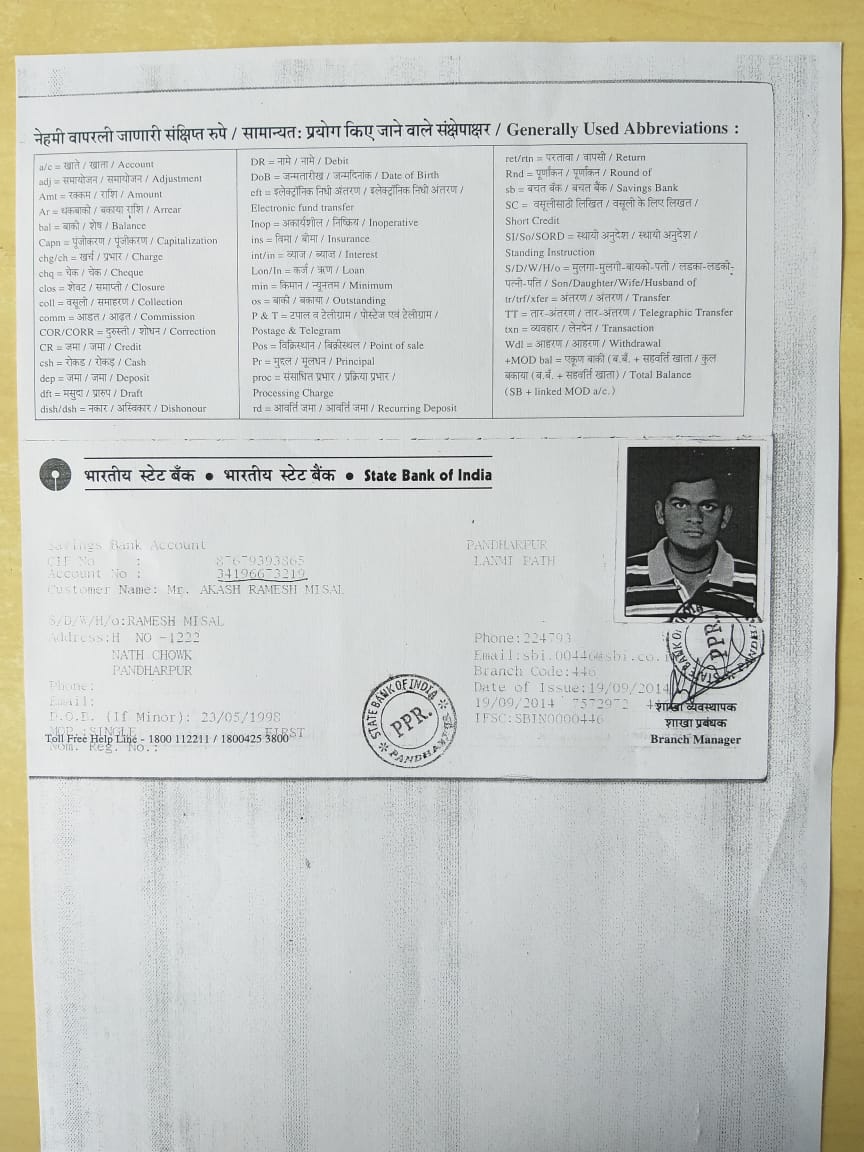 नेहमी वापरली जाणारी संक्षिप्त रुपे / सामान्यत: प्रयोग किए जाने वाले संक्षेपाक्षर / Generally Used Abbreviations :
a/c = खाते / खाता / Account
adj = समायोजन / समायोजन / Adjustment
Amt = रक्कम / राशि / Amount
Ar = थकबाकी / बकाया राशि / Arrear
bal = बाकी / शेष / Balance
Capn = पूंजीकरण / पूंजीकरण / Capitalization
chg/ch = खर्च / प्रभार / Charge
chq = चेक / चेक / Cheque
clos = शेवट / समाप्ती / Closure
coll = वसूली / समाहरण / Collection
comm = आडत / आढ़त / Commission
COR/CORR = दुरुस्ती / शोधन / Correction
CR = जमा / जमा / Credit
csh = रोकड / रोकड़ / Cash
dep = जमा / जमा / Deposit
dft = मसुदा / प्रारुप / Draft
dish/dsh = नकार / अस्विकार / Dishonour
DR = नामे / नामे / Debit
DoB = जन्मतारीख / जन्मदिनांक / Date of Birth
eft = इलेक्ट्रॉनिक निधी अंतरण / इलेक्ट्रॉनिक निधी अंतरण /
Electronic fund transfer
Inop = अकार्यशील / निष्क्रिय / Inoperative
ins = विमा / बीमा / Insurance
int/in = व्याज / ब्याज / Interest
Lon/In = कर्ज / ऋण / Loan
min = किमान / न्यूनतम / Minimum
os = बाकी / बकाया / Outstanding
P & T = टपाल व टेलीग्राम / पोस्टेज एवं टेलीग्राम /
Postage & Telegram
Pos = विक्रिस्थान / बिक्रीस्थल / Point of sale
Pr = मुद्दल / मूलधन / Principal
proc = संसाधित प्रभार / प्रक्रिया प्रभार /
Processing Charge
rd = आवर्ति जमा / आवर्ति जमा / Recurring Deposit
ret/rtn = परतावा / वापसी / Return
Rnd = पूर्णांकन / पूर्णांकन / Round of
sb = बचत बँक / बचत बैंक / Savings Bank
SC = वसूलीसाठी लिखित / वसूली के लिए लिखत /
Short Credit
SI/So/SORD = स्थायी अनुदेश / स्थायी अनुदेश /
Standing Instruction
S/D/W/H/o = मुलगा-मुलगी-बायको-पती / लडका-लडकी-
पत्नी-पति / Son/Daughter/Wife/Husband of
tr/trf/xfer = अंतरण / अंतरण / Transfer
TT = तार-अंतरण / तार-अंतरण / Telegraphic Transfer
txn = व्यवहार / लेनदेन / Transaction
Wdl = आहरण / आहरण / Withdrawal
+MOD bal = एकूण बाकी (ब.बँ. + सहवर्ति खाता / कुल
बकाया (ब.बैं. + सहवर्ति खाता) / Total Balance
(SB + linked MOD a/c.)
भारतीय स्टेट बँक • भारतीय स्टेट बैंक • State Bank of India
Savings Bank Account
CIF No : 87679393865
Account No : 34196673219
Customer Name: Mr. AKASH RAMESH MISAL
S/D/W/H/o:RAMESH MISAL
Address:H NO -1222
NATH CHOWK
PANDHARPUR
Phone:
Email:
D.O.B. (If Minor): 23/05/1998
MOP: SINGLE FIRST
Toll Free Help Line - 1800 112211 / 1800425 3800
Nom. Reg. No.:
PANDHARPUR
LAXMI PATH
Phone:224793
Email:sbi.00446@sbi.co.i
Branch Code:446
Date of Issue:19/09/2014
19/09/2014 7572972
IFSC:SBIN0000446
STATE BANK OF INDIA
PPR.
PPR.
शाखा व्यवस्थापक
शाखा प्रबंधक
Branch Manager